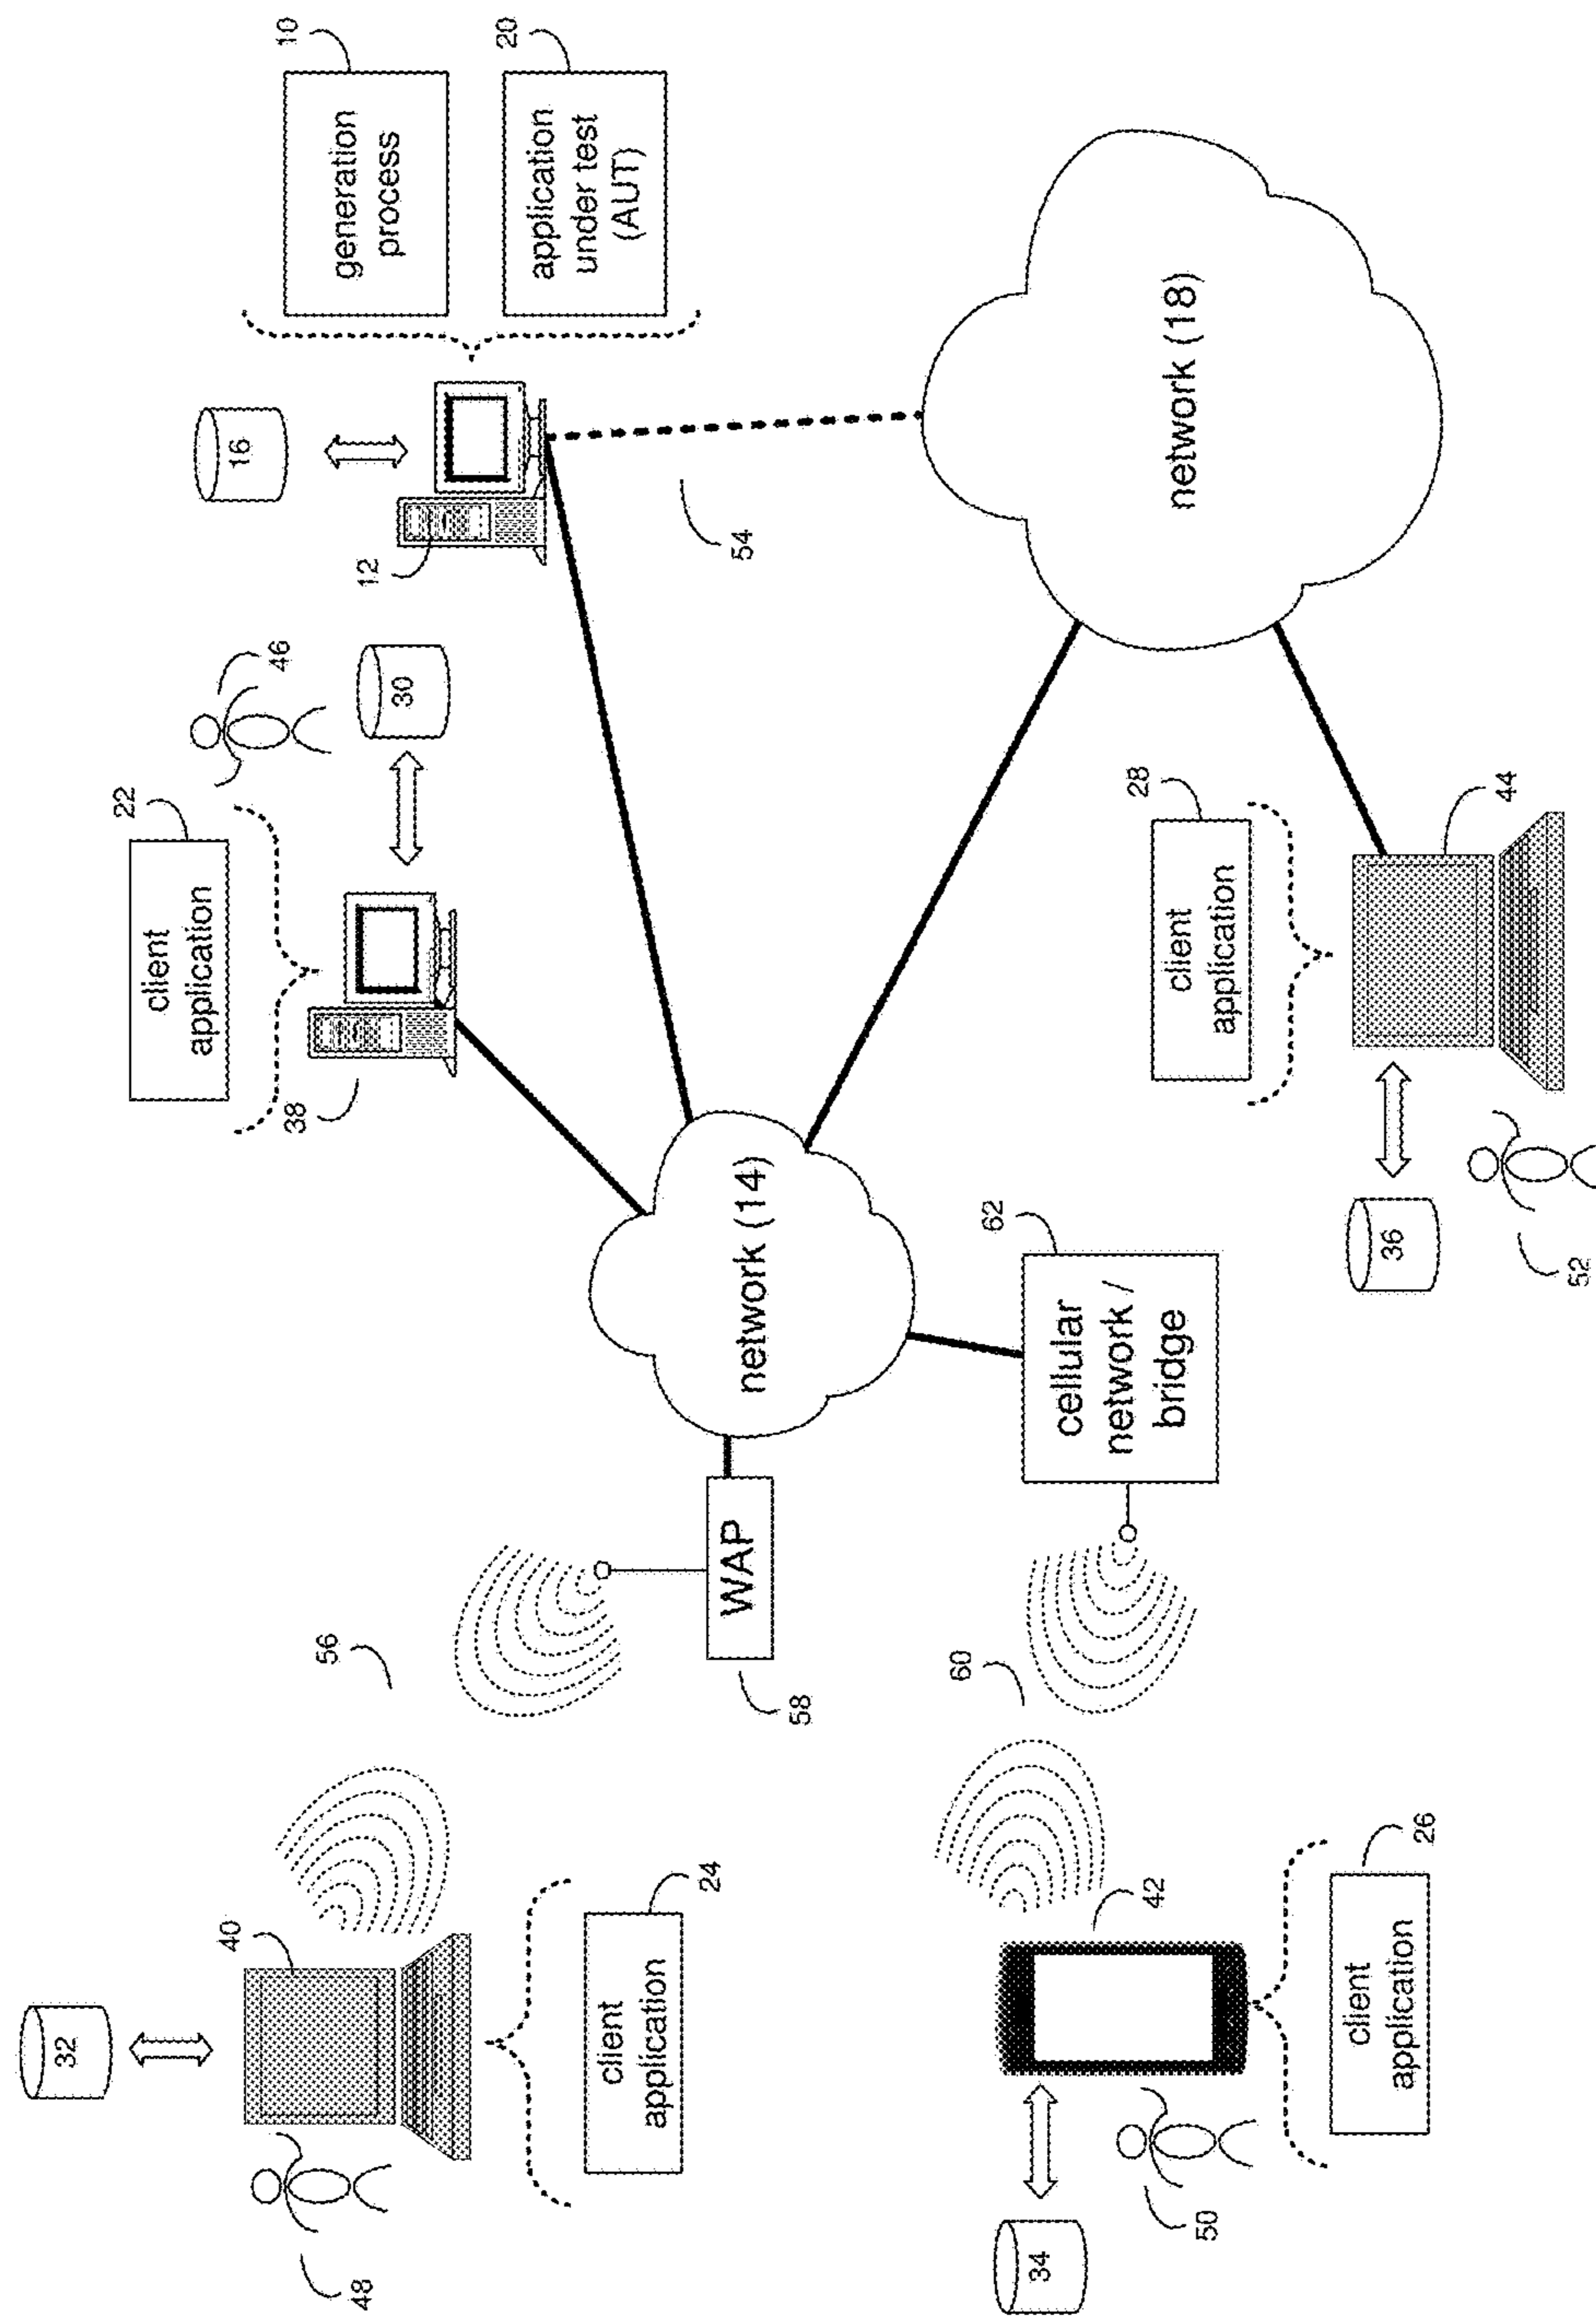 32
40
48
client
application
24
56
client
application
22
38
46
30
16
12
generation
process
10
application
under test
(AUT)
20
54
WAP
58
network (14)
34
50
42
60
client
application
26
cellular
network /
bridge
62
network (18)
client
application
28
36
44
52